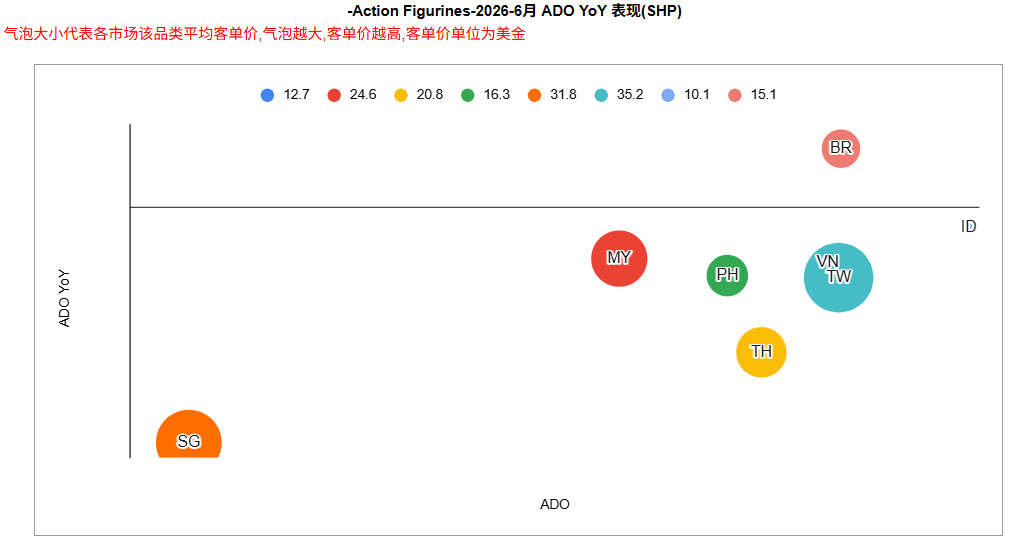 -Action Figurines-2026-6月 ADO YoY 表现(SHP)
气泡大小代表各市场该品类平均客单价,气泡越大,客单价越高,客单价单位为美金
12.7 24.6 20.8 16.3 31.8 35.2 10.1 15.1
BR
ID
MY
VN
PH
TW
ADO YoY
TH
SG
ADO